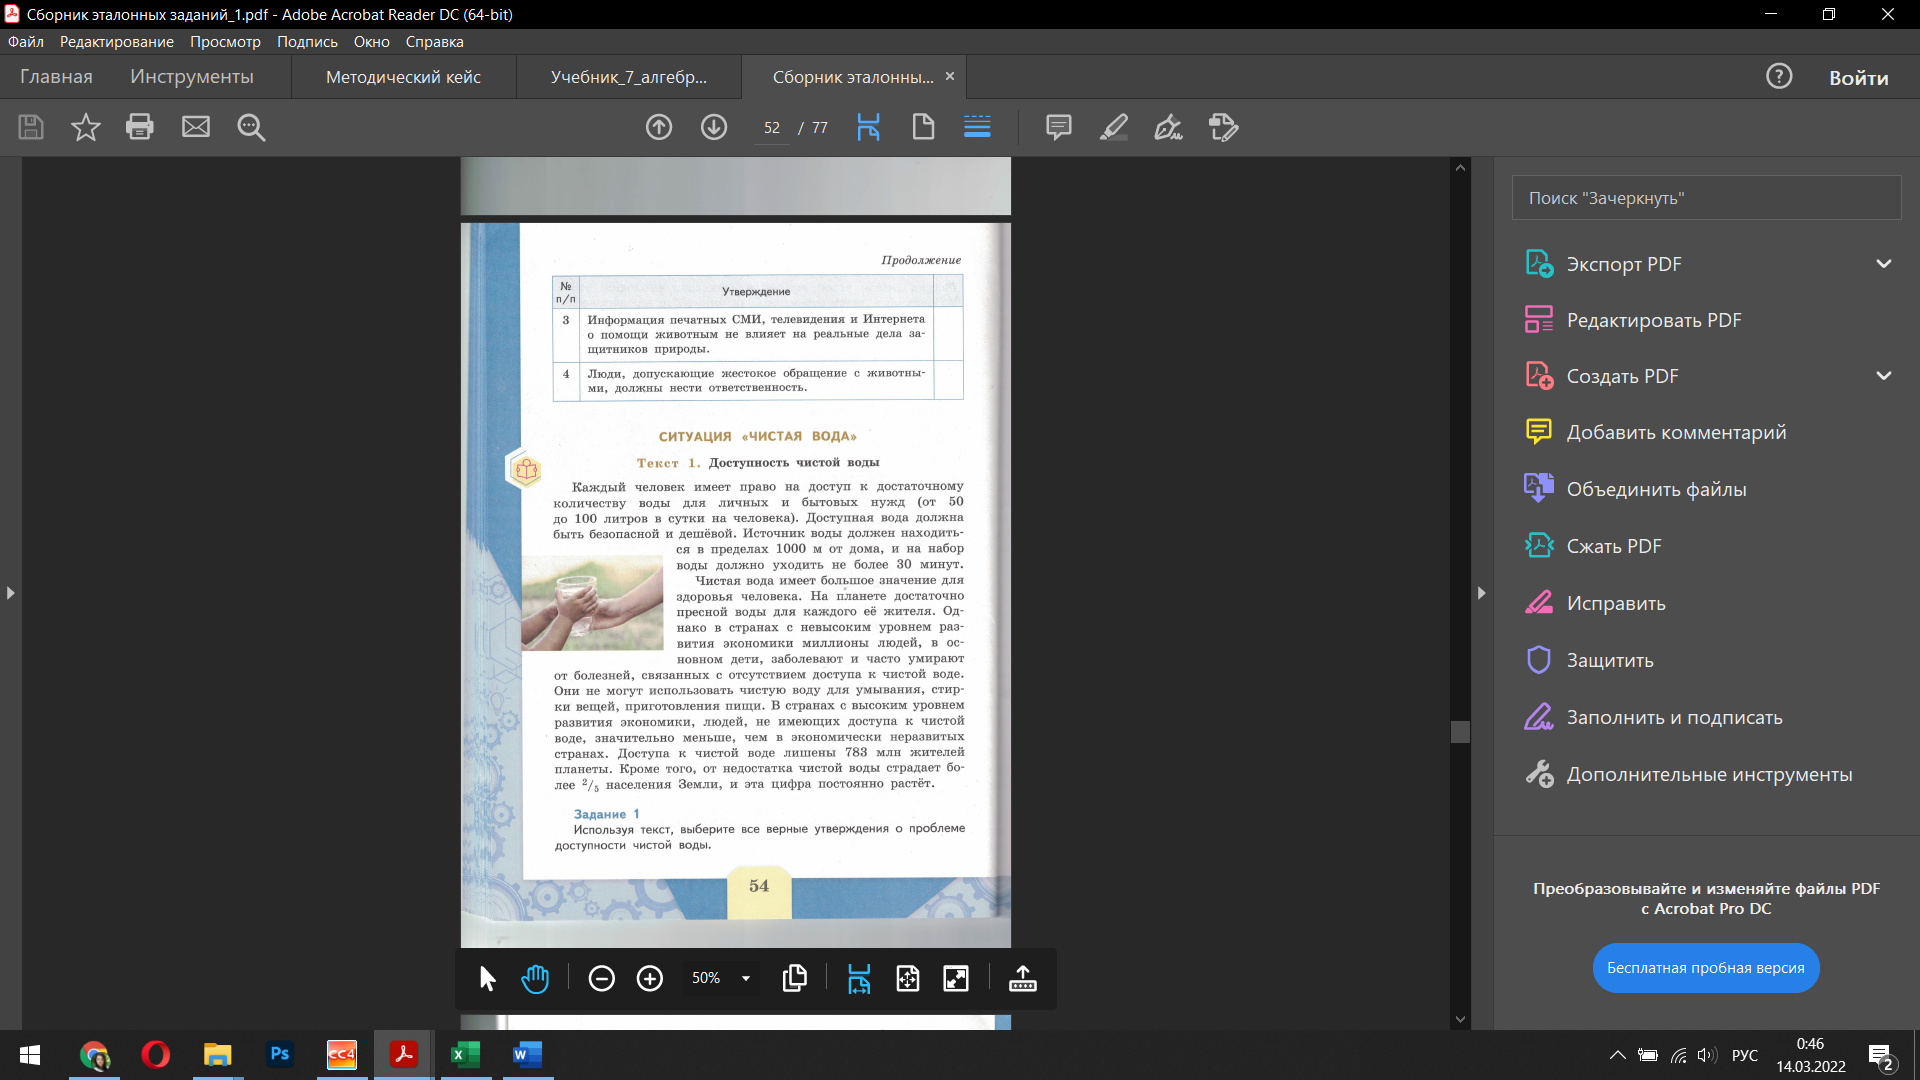 Сборник эталонных заданий_1.pdf - Adobe Acrobat Reader DC (64-bit)
Файл Редактирование Просмотр Подпись Окно Справка
Главная Инструменты Методический кейс Учебник_7_алгебр... Сборник эталонны... Войти
52 / 77
Поиск "Зачеркнуть"
Экспорт PDF
Редактировать PDF
Создать PDF
Добавить комментарий
Объединить файлы
Сжать PDF
Исправить
Защитить
Заполнить и подписать
Дополнительные инструменты
Преобразовывайте и изменяйте файлы PDF
с Acrobat Pro DC
Бесплатная пробная версия
Продолжение
№
п/п
Утверждение
3 Информация печатных СМИ, телевидения и Интернета
о помощи животным не влияет на реальные дела за-
щитников природы.
4 Люди, допускающие жестокое обращение с животны-
ми, должны нести ответственность.
СИТУАЦИЯ «ЧИСТАЯ ВОДА»
Текст 1. Доступность чистой воды
Каждый человек имеет право на доступ к достаточному
количеству воды для личных и бытовых нужд (от 50
до 100 литров в сутки на человека). Доступная вода должна
быть безопасной и дешёвой. Источник воды должен находить-
ся в пределах 1000 м от дома, и на набор
воды должно уходить не более 30 минут.
Чистая вода имеет большое значение для
здоровья человека. На планете достаточно
пресной воды для каждого её жителя. Од-
нако в странах с невысоким уровнем раз-
вития экономики миллионы людей, в ос-
новном дети, заболевают и часто умирают
от болезней, связанных с отсутствием доступа к чистой воде.
Они не могут использовать чистую воду для умывания, стир-
ки вещей, приготовления пищи. В странах с высоким уровнем
развития экономики, людей, не имеющих доступа к чистой
воде, значительно меньше, чем в экономически неразвитых
странах. Доступа к чистой воде лишены 783 млн жителей
планеты. Кроме того, от недостатка чистой воды страдает бо-
лее 2/5 населения Земли, и эта цифра постоянно растёт.
Задание 1
Используя текст, выберите все верные утверждения о проблеме
доступности чистой воды.
54
50%
Ps
CC4
РУС
0:46
14.03.2022
2